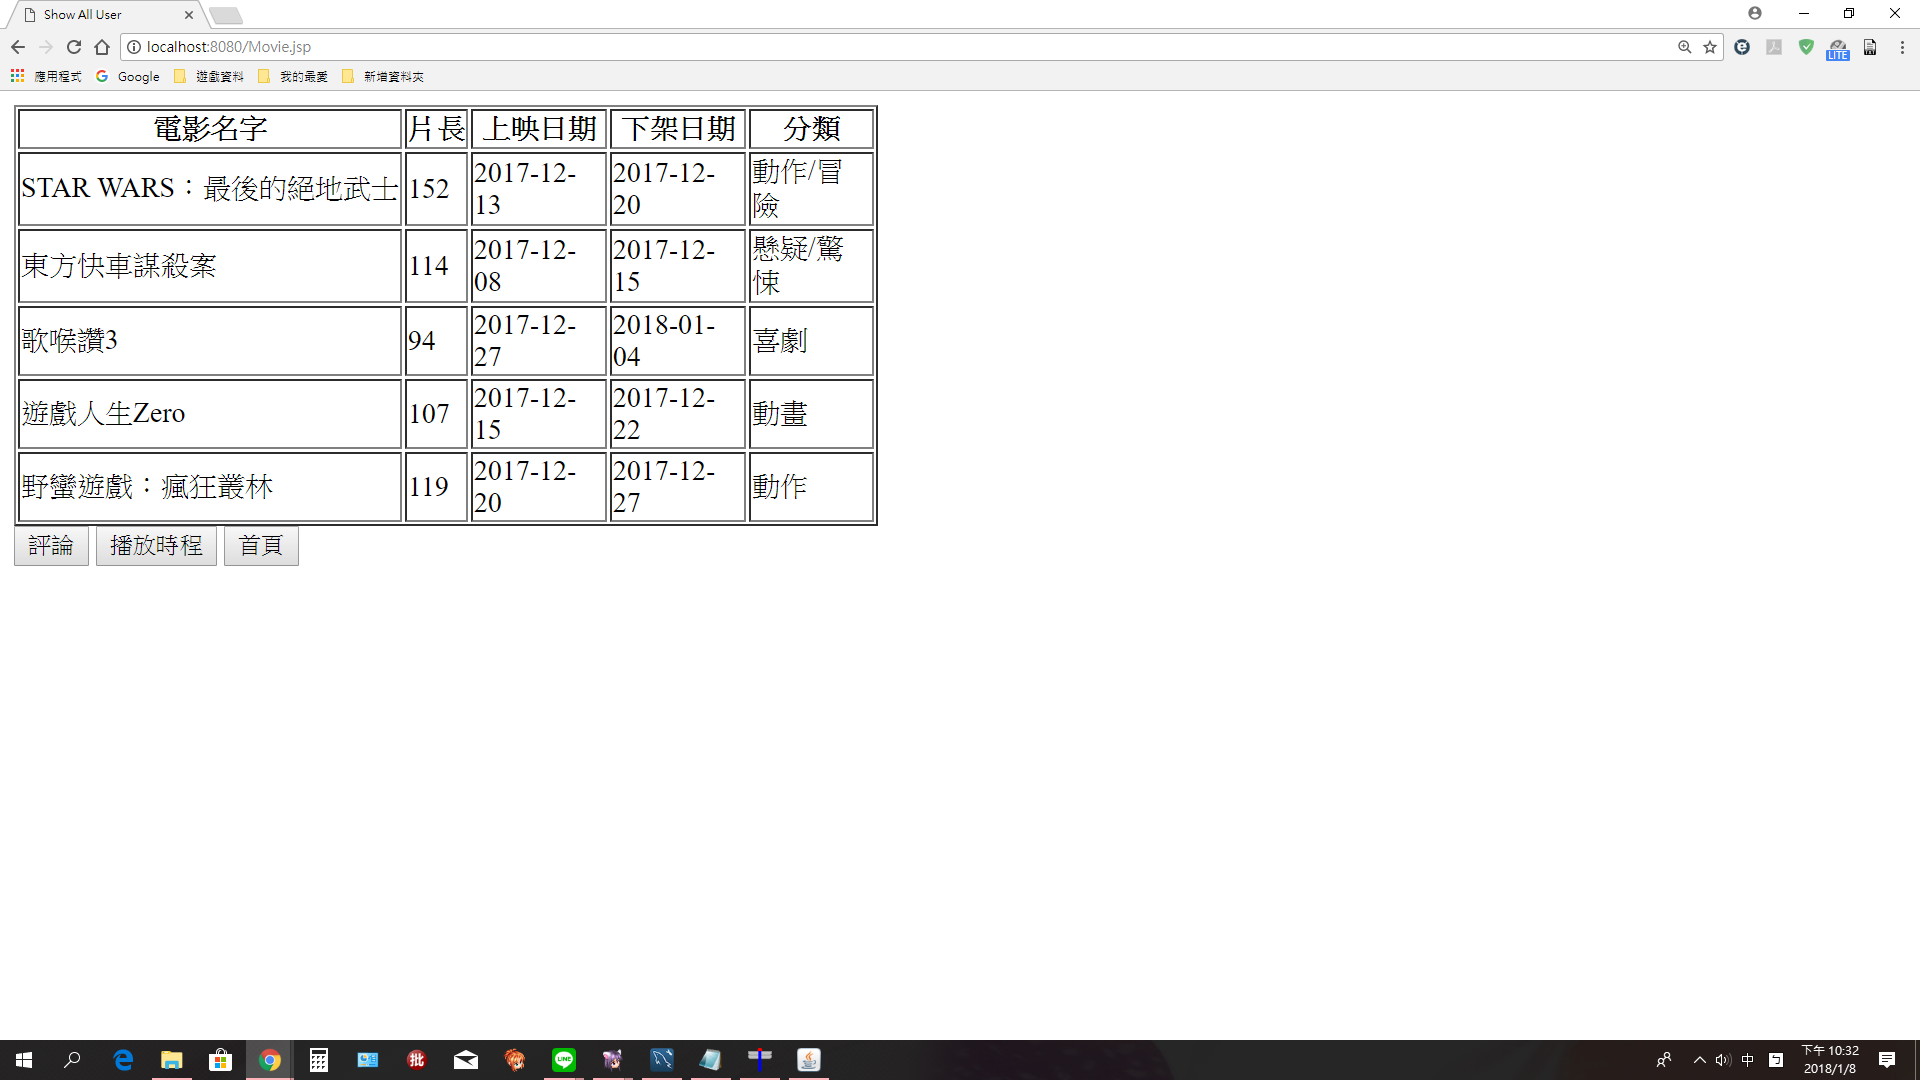 Show All User
localhost:8080/Movie.jsp
應用程式 Google 遊戲資料 我的最愛 新增資料夾
LITE
電影名字 片長 上映日期 下架日期 分類
STAR WARS：最後的絕地武士 152 2017-12-13 2017-12-20 動作/冒險
東方快車謀殺案 114 2017-12-08 2017-12-15 懸疑/驚悚
歌喉讚3 94 2017-12-27 2018-01-04 喜劇
遊戲人生Zero 107 2017-12-15 2017-12-22 動畫
野蠻遊戲：瘋狂叢林 119 2017-12-20 2017-12-27 動作
評論 播放時程 首頁
批 LINE 中 下午 10:32
2018/1/8